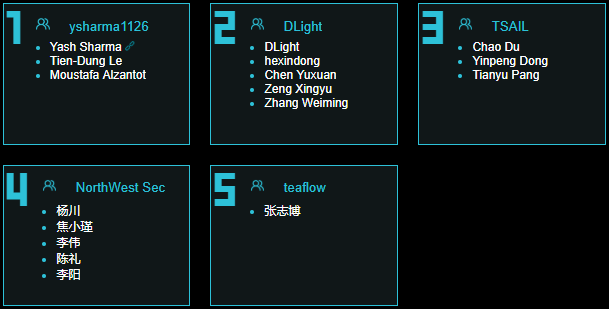 1 ysharma1126
Yash Sharma
Tien-Dung Le
Moustafa Alzantot
2 DLight
DLight
hexindong
Chen Yuxuan
Zeng Xingyu
Zhang Weiming
3 TSAIL
Chao Du
Yinpeng Dong
Tianyu Pang
4 NorthWest Sec
杨川
焦小瑾
李伟
陈礼
李阳
5 teaflow
张志博